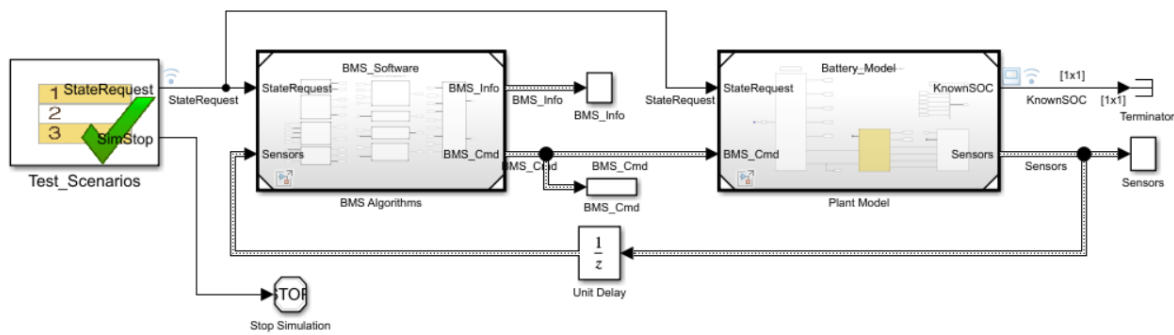 BMS_Software
Battery_Model
StateRequest
SimStop
1
2
3
Test_Scenarios
StateRequest
StateRequest
Sensors
BMS_Info
BMS_Cmd
BMS Algorithms
BMS_Info
BMS_Info
BMS_Cmd
BMS_Cmd
BMS_Cmd
StateRequest
StateRequest
BMS_Cmd
KnownSOC
Sensors
Plant Model
[1x1]
KnownSOC
[1x1]
Terminator
Sensors
Sensors
1
z
Unit Delay
STOP
Stop Simulation